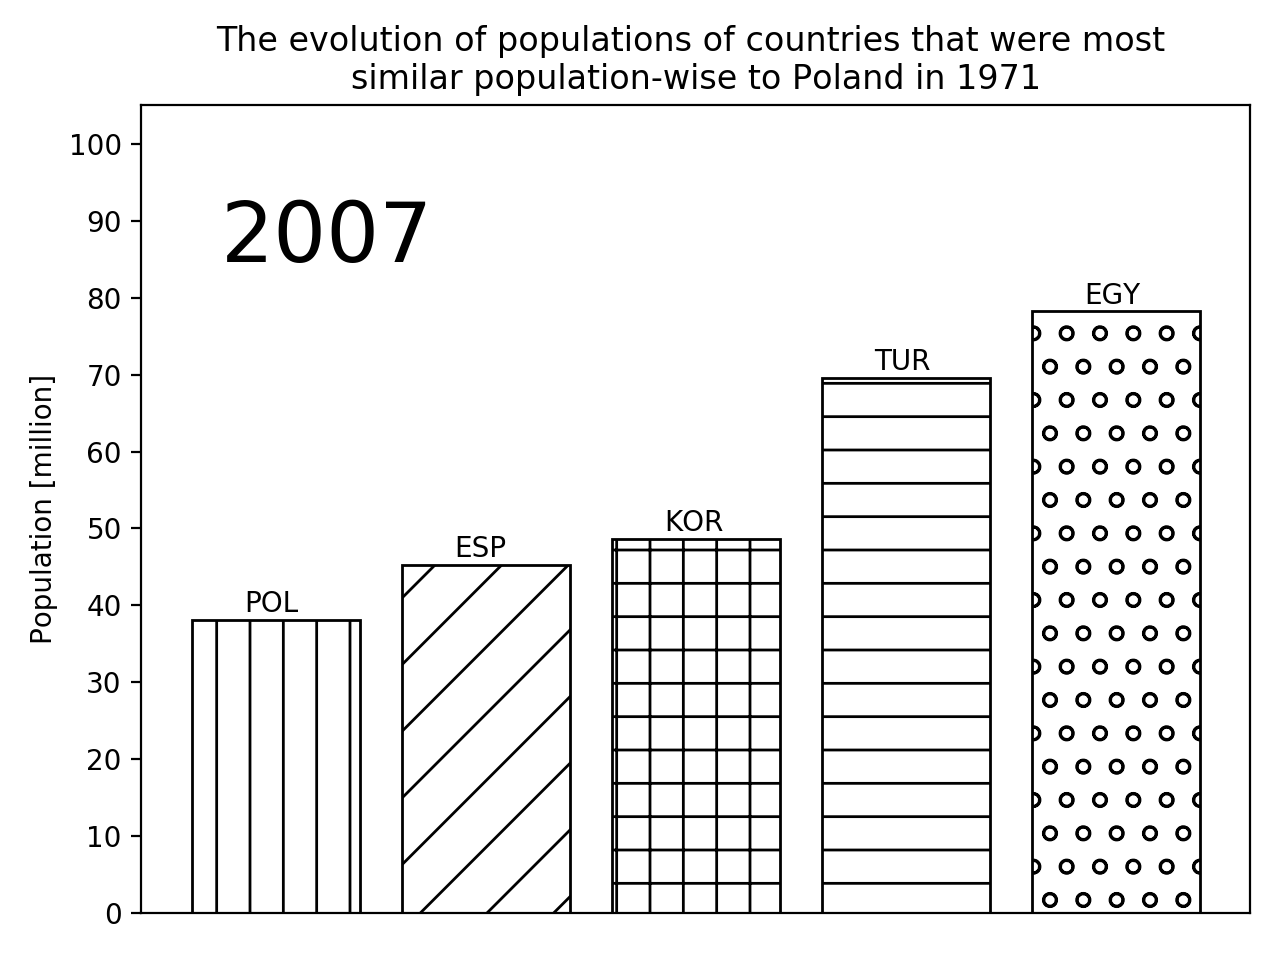 The evolution of populations of countries that were most
similar population-wise to Poland in 1971
100
90
80
70
60
50
40
30
20
10
0
Population [million]
2007
POL
ESP
KOR
TUR
EGY